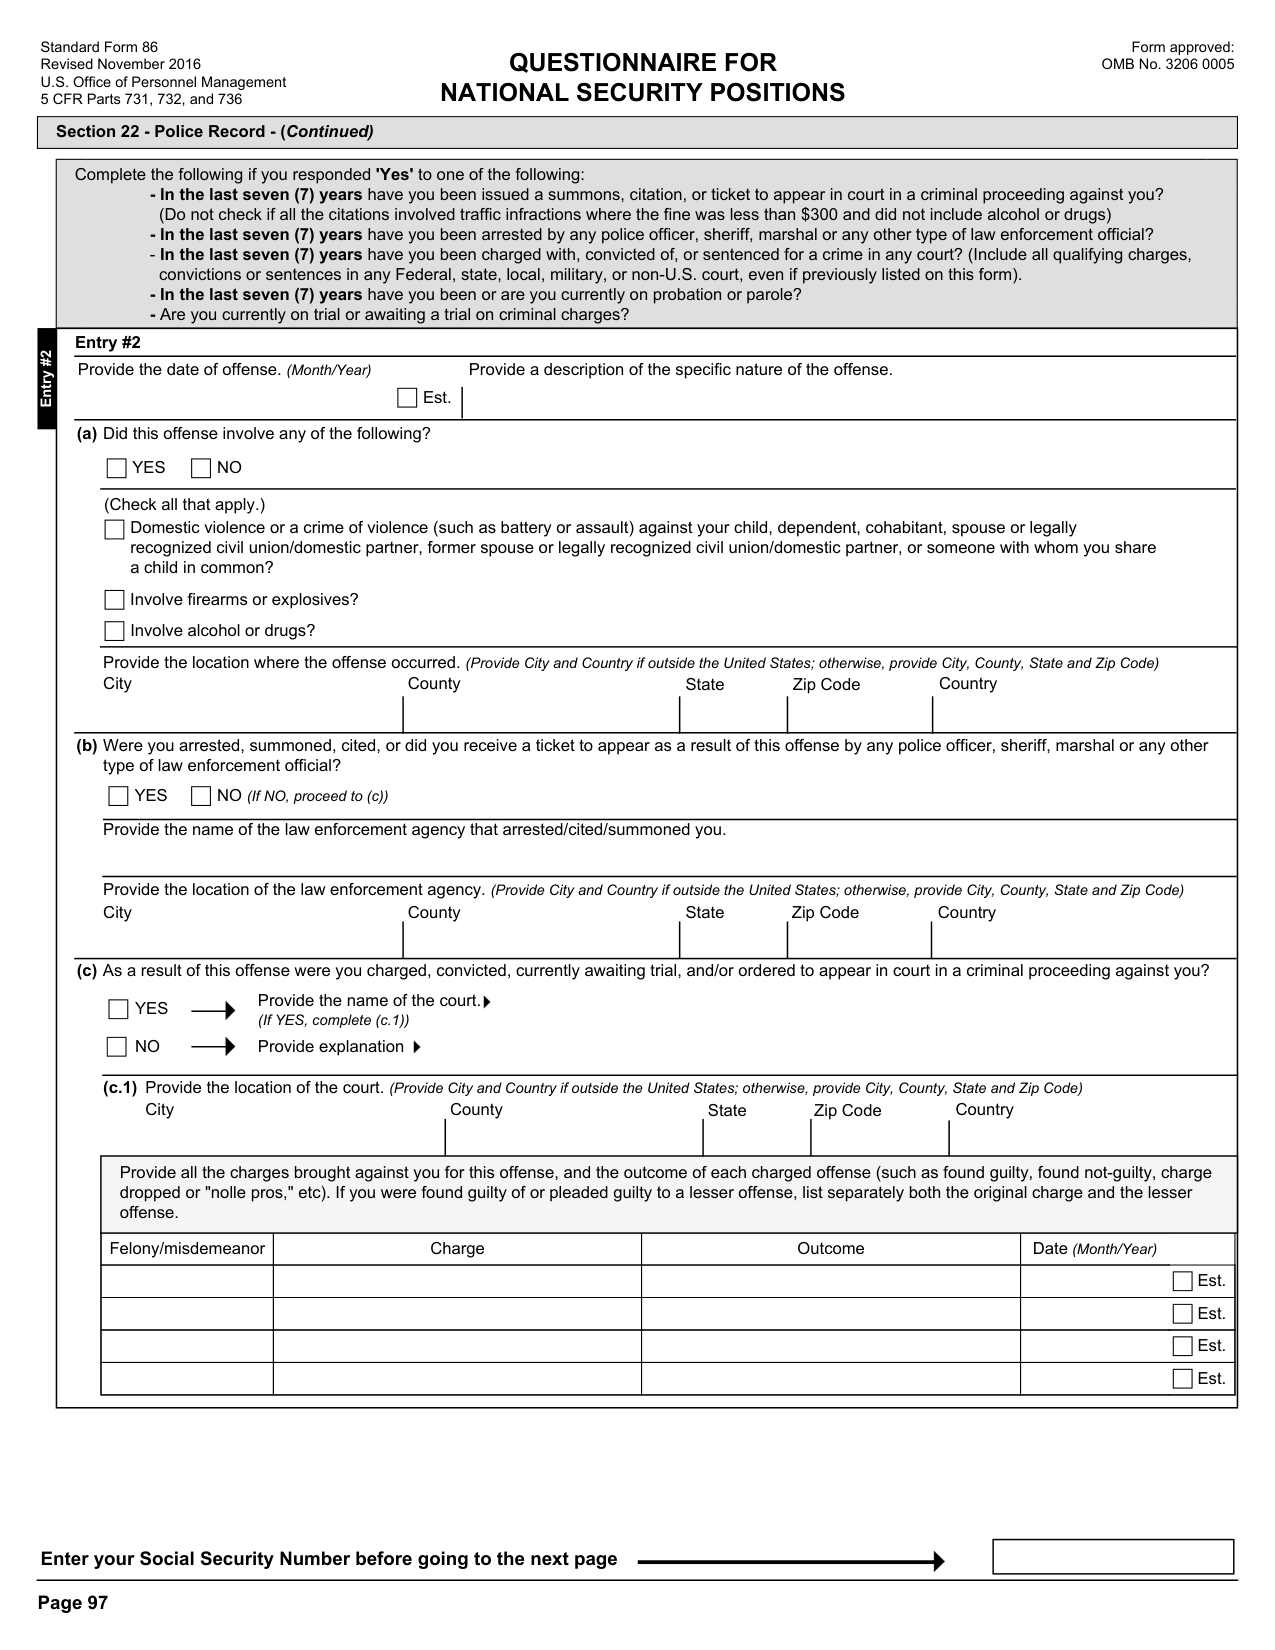 Standard Form 86
Revised November 2016
U.S. Office of Personnel Management
5 CFR Parts 731, 732, and 736
QUESTIONNAIRE FOR
NATIONAL SECURITY POSITIONS
Form approved:
OMB No. 3206 0005
Section 22 - Police Record - (Continued)
Complete the following if you responded 'Yes' to one of the following:
- In the last seven (7) years have you been issued a summons, citation, or ticket to appear in court in a criminal proceeding against you?
(Do not check if all the citations involved traffic infractions where the fine was less than $300 and did not include alcohol or drugs)
- In the last seven (7) years have you been arrested by any police officer, sheriff, marshal or any other type of law enforcement official?
- In the last seven (7) years have you been charged with, convicted of, or sentenced for a crime in any court? (Include all qualifying charges,
convictions or sentences in any Federal, state, local, military, or non-U.S. court, even if previously listed on this form).
- In the last seven (7) years have you been or are you currently on probation or parole?
- Are you currently on trial or awaiting a trial on criminal charges?
Entry #2
Entry #2
Provide the date of offense. (Month/Year)
Est.
Provide a description of the specific nature of the offense.
(a) Did this offense involve any of the following?
YES NO
(Check all that apply.)
Domestic violence or a crime of violence (such as battery or assault) against your child, dependent, cohabitant, spouse or legally
recognized civil union/domestic partner, former spouse or legally recognized civil union/domestic partner, or someone with whom you share
a child in common?
Involve firearms or explosives?
Involve alcohol or drugs?
Provide the location where the offense occurred. (Provide City and Country if outside the United States; otherwise, provide City, County, State and Zip Code)
City County State Zip Code Country
(b) Were you arrested, summoned, cited, or did you receive a ticket to appear as a result of this offense by any police officer, sheriff, marshal or any other
type of law enforcement official?
YES NO (If NO, proceed to (c))
Provide the name of the law enforcement agency that arrested/cited/summoned you.
Provide the location of the law enforcement agency. (Provide City and Country if outside the United States; otherwise, provide City, County, State and Zip Code)
City County State Zip Code Country
(c) As a result of this offense were you charged, convicted, currently awaiting trial, and/or ordered to appear in court in a criminal proceeding against you?
YES Provide the name of the court.
(If YES, complete (c.1))
NO Provide explanation
(c.1) Provide the location of the court. (Provide City and Country if outside the United States; otherwise, provide City, County, State and Zip Code)
City County State Zip Code Country
Provide all the charges brought against you for this offense, and the outcome of each charged offense (such as found guilty, found not-guilty, charge
dropped or "nolle pros," etc). If you were found guilty of or pleaded guilty to a lesser offense, list separately both the original charge and the lesser
offense.
Felony/misdemeanor Charge Outcome Date (Month/Year)
Est.
Est.
Est.
Est.
Enter your Social Security Number before going to the next page
Page 97